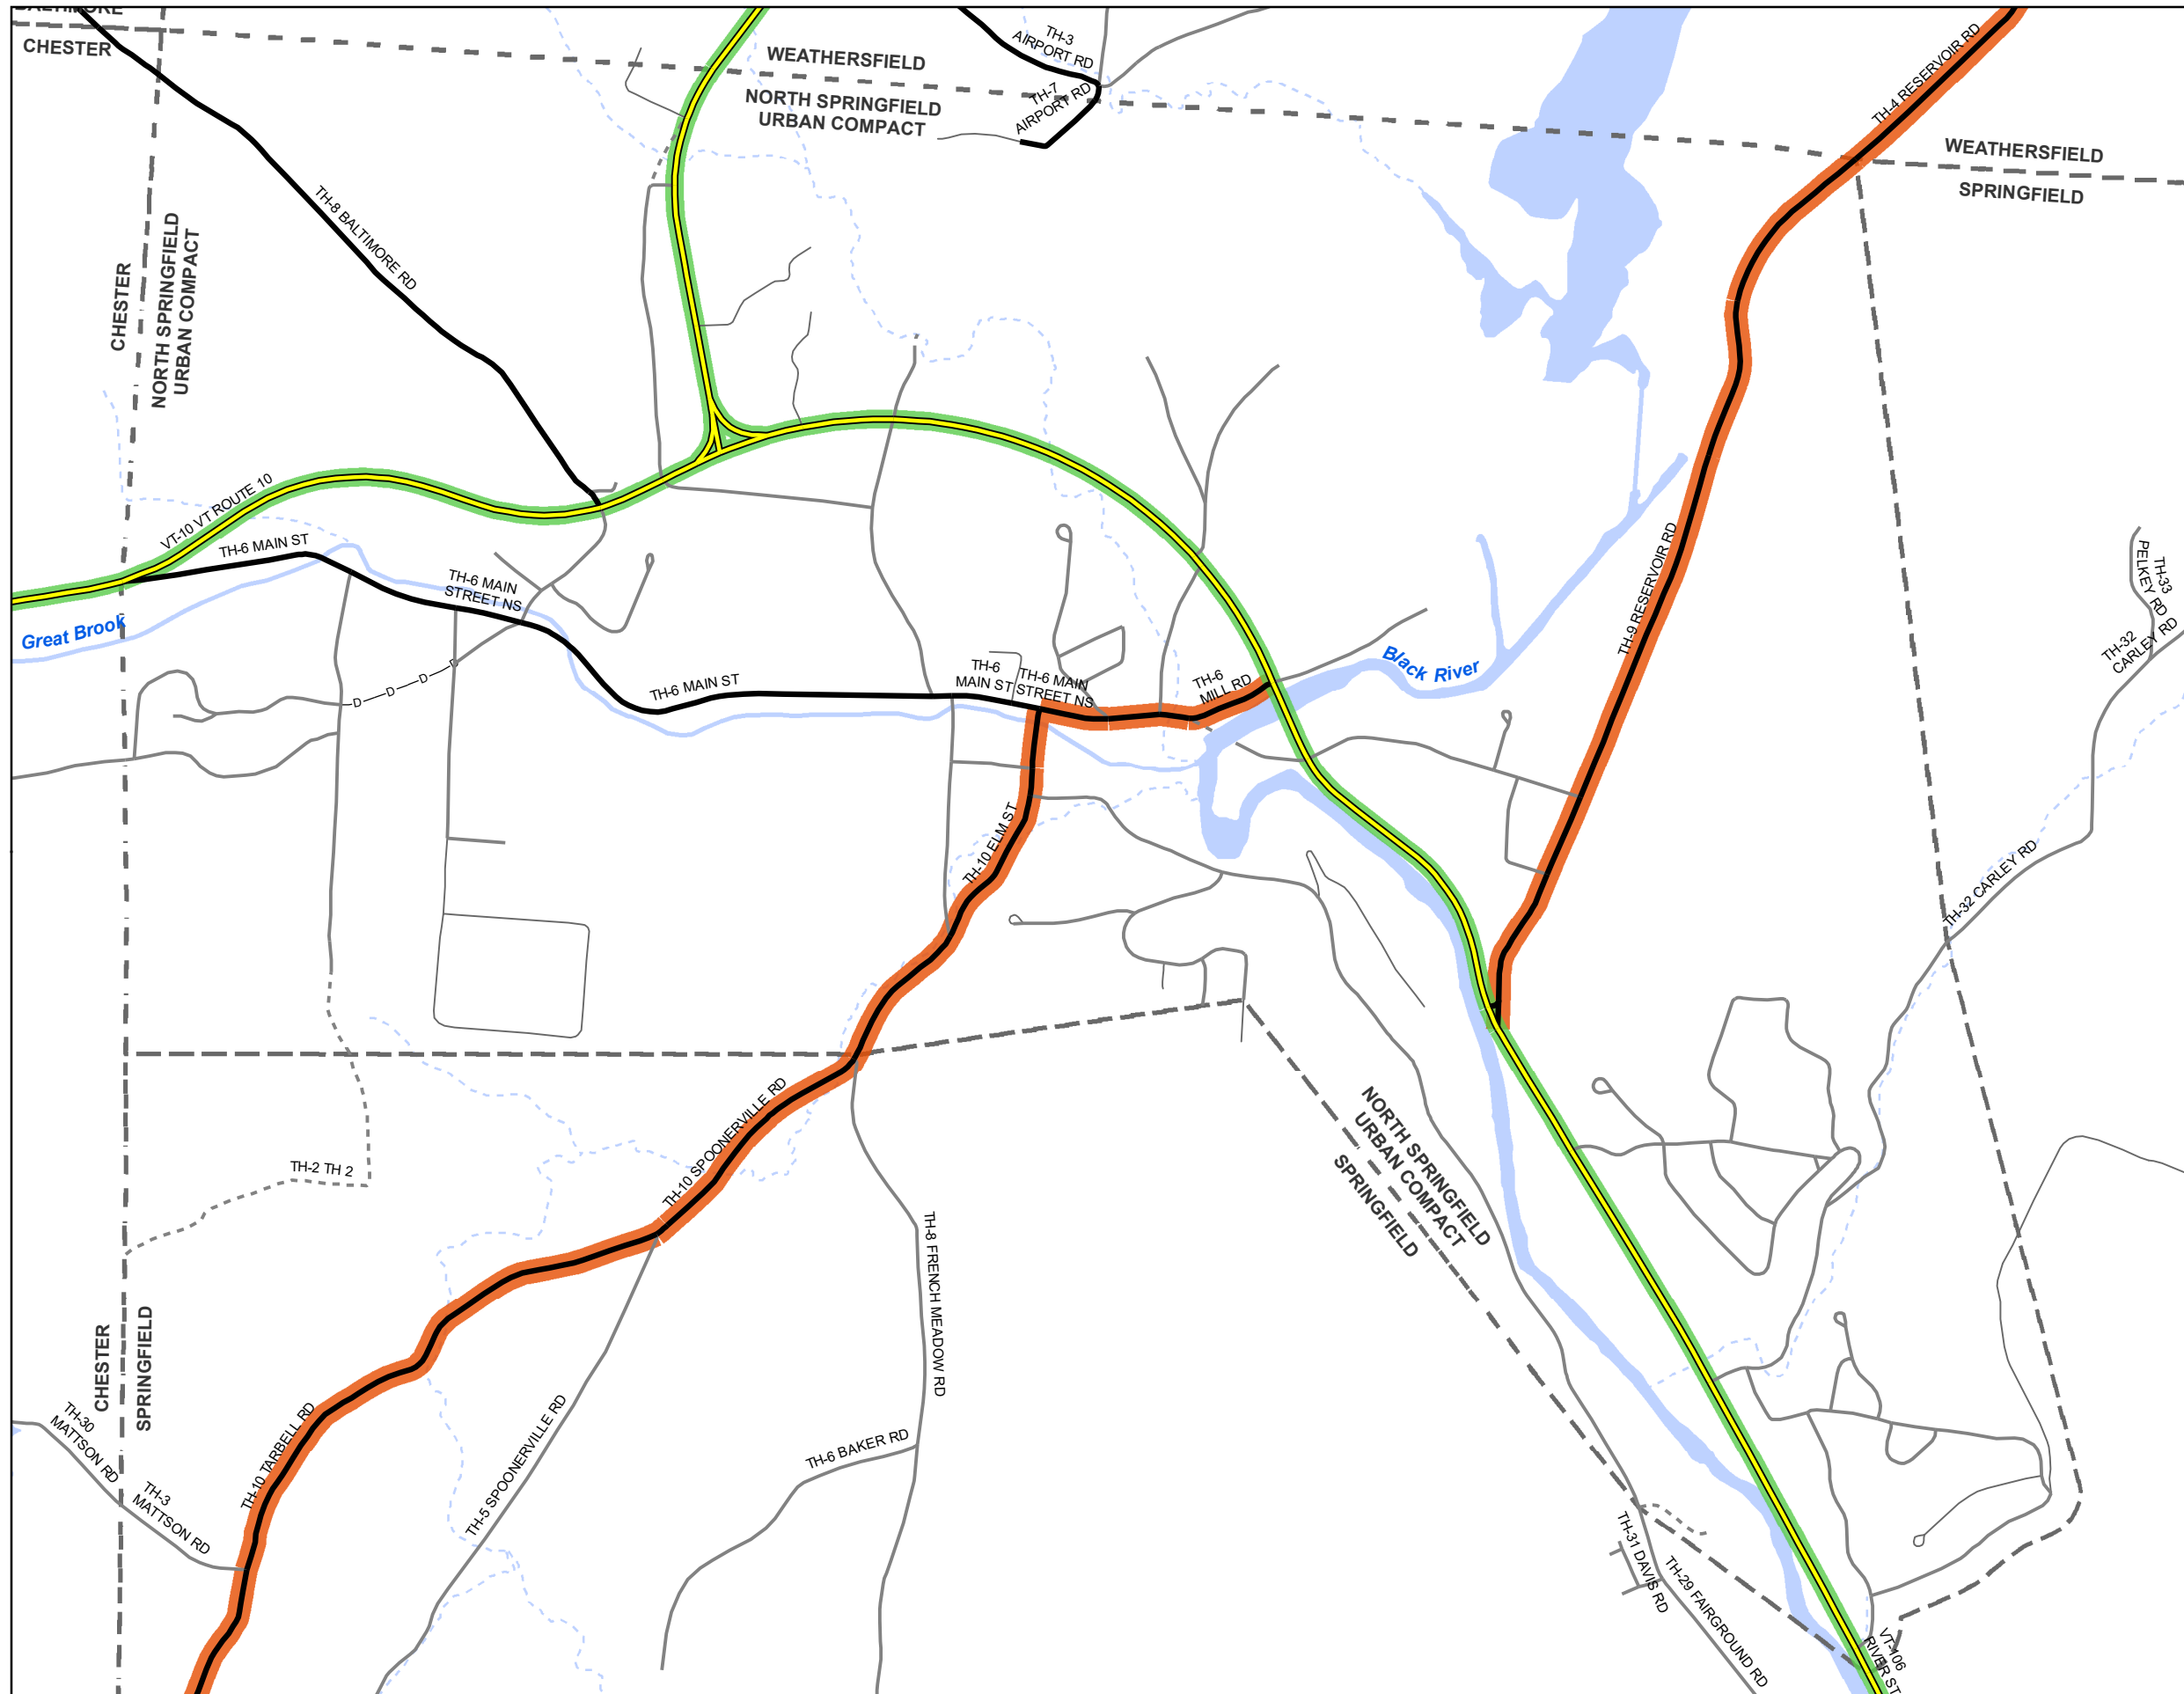 BALTIMORE
CHESTER
WEATHERSFIELD
NORTH SPRINGFIELD
URBAN COMPACT
TH-3
AIRPORT RD
TH-7
AIRPORT RD
TH-4 RESERVOIR RD
WEATHERSFIELD
SPRINGFIELD
TH-8 BALTIMORE RD
CHESTER
NORTH SPRINGFIELD
URBAN COMPACT
VT-10 VT ROUTE 10
TH-6 MAIN ST
TH-6 MAIN
STREET NS
Great Brook
D
D
D
D
TH-6 MAIN ST
TH-6
MAIN ST
TH-6 MAIN
STREET NS
TH-6
MILL RD
Black River
TH-9 RESERVOIR RD
TH-33
PELKEY RD
TH-32
CARLEY RD
TH-32 CARLEY RD
TH-10 ELM ST
TH-10 SPOONERVILLE RD
TH-2 TH 2
NORTH SPRINGFIELD
URBAN COMPACT
SPRINGFIELD
TH-8 FRENCH MEADOW RD
CHESTER
SPRINGFIELD
TH-30
MATTSON RD
TH-3
MATTSON RD
TH-10 TARBELL RD
TH-5 SPOONERVILLE RD
TH-6 BAKER RD
TH-31 DAVIS RD
TH-29 FAIRGROUND RD
VT-106
RIVER ST